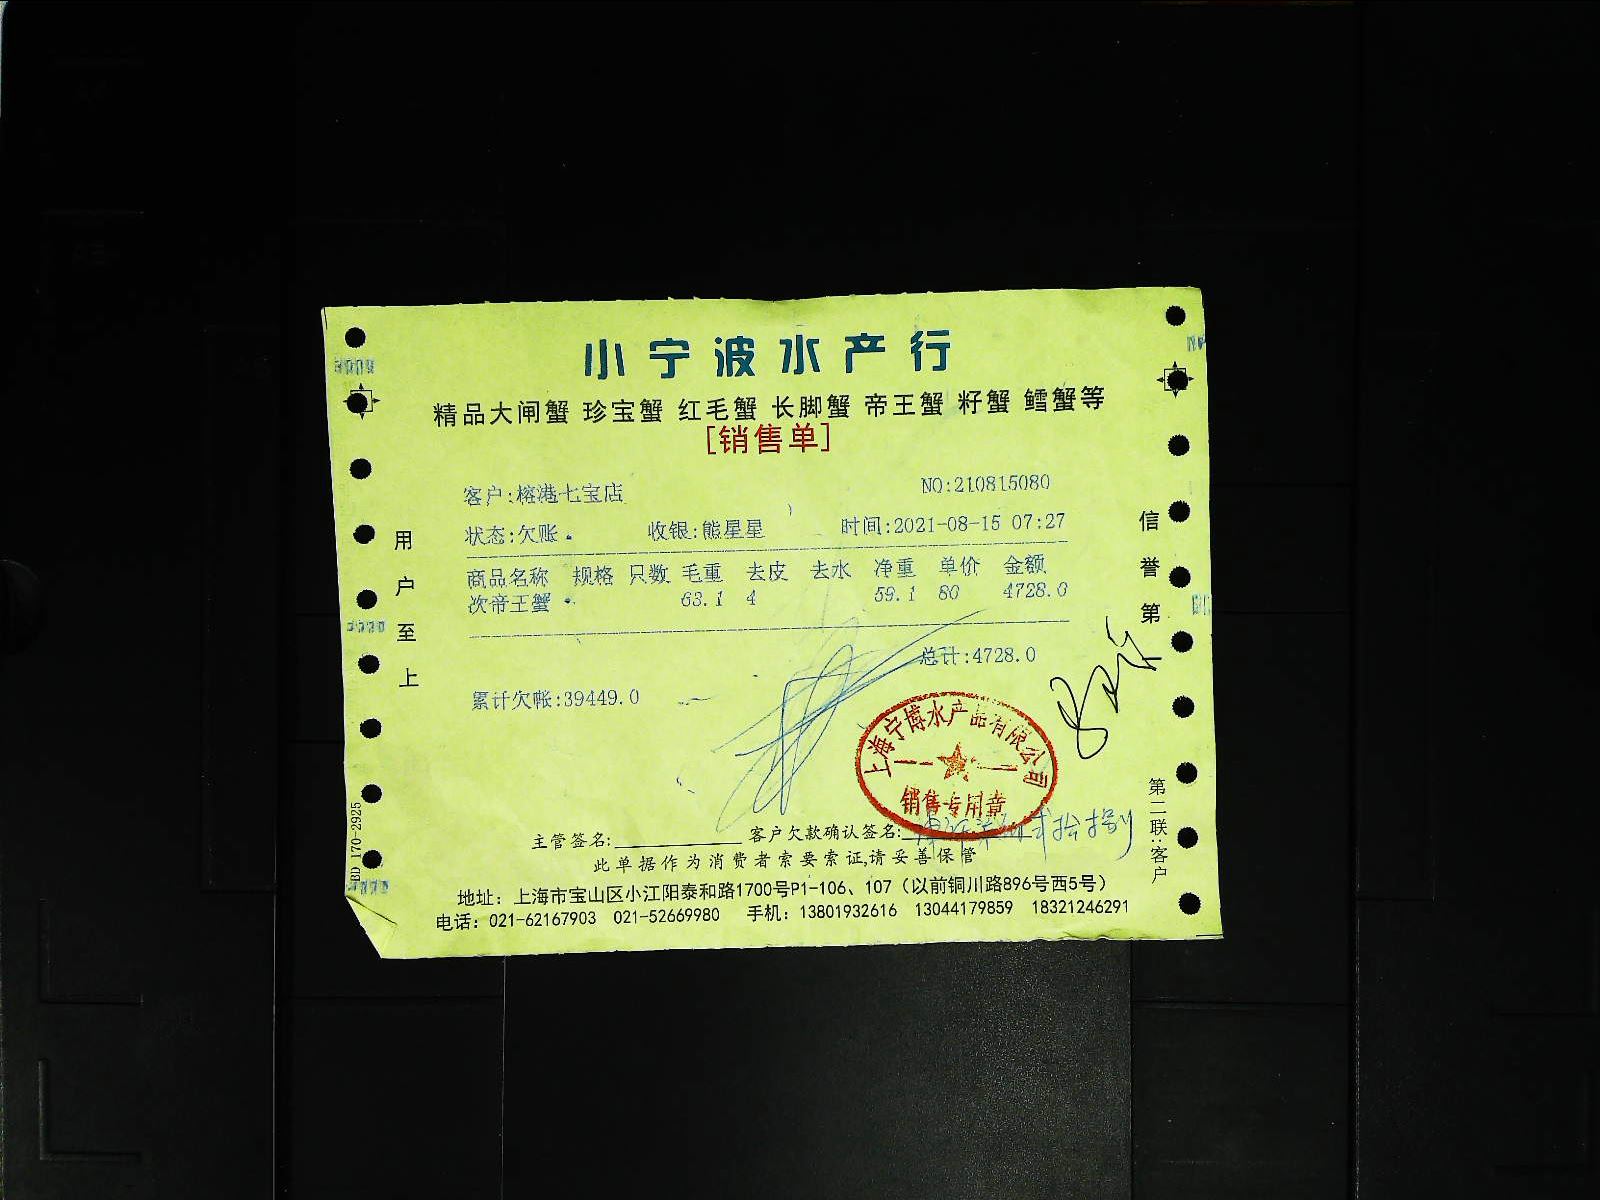 小宁波水产行
精品大闸蟹 珍宝蟹 红毛蟹 长脚蟹 帝王蟹 籽蟹 鳕蟹等
[销售单]
客户:榕港七宝店 NO:210815080
状态:欠账 收银:熊星星 时间:2021-08-15 07:27
商品名称 规格 只数 毛重 去皮 去水 净重 单价 金额
次帝王蟹 63.1 4 59.1 80 4728.0
总计:4728.0
累计欠帐:39449.0
上海宁博水产品有限公司
销售专用章
主管签名: 客户欠款确认签名:
此单据作为消费者索要索证,请妥善保管
地址：上海市宝山区小江阳泰和路1700号P1-106、107（以前铜川路896号西5号）
电话：021-62167903 021-52669980 手机：13801932616 13044179859 18321246291
用户至上
信誉第一
第二联:客户
BD 170-2925